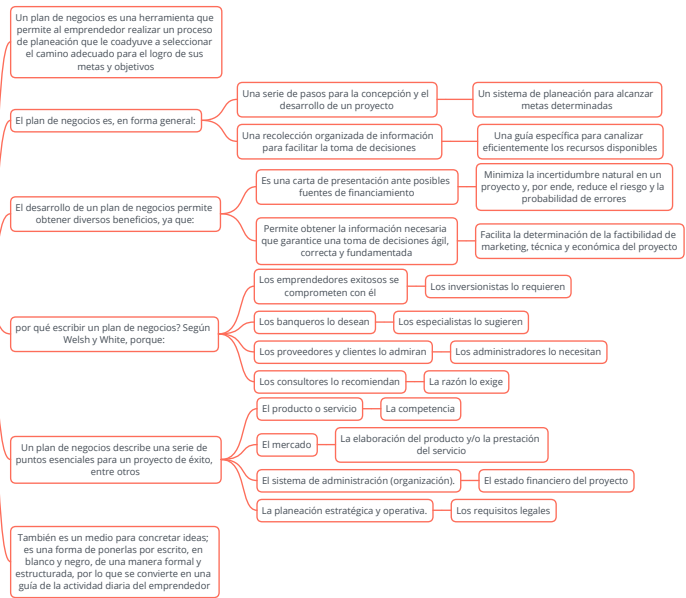 Un plan de negocios es una herramienta que
permite al emprendedor realizar un proceso
de planeación que le coadyuve a seleccionar
el camino adecuado para el logro de sus
metas y objetivos
El plan de negocios es, en forma general:
Una serie de pasos para la concepción y el
desarrollo de un proyecto
Un sistema de planeación para alcanzar
metas determinadas
Una recolección organizada de información
para facilitar la toma de decisiones
Una guía específica para canalizar
eficientemente los recursos disponibles
El desarrollo de un plan de negocios permite
obtener diversos beneficios, ya que:
Es una carta de presentación ante posibles
fuentes de financiamiento
Minimiza la incertidumbre natural en un
proyecto y, por ende, reduce el riesgo y la
probabilidad de errores
Permite obtener la información necesaria
que garantice una toma de decisiones ágil,
correcta y fundamentada
Facilita la determinación de la factibilidad de
marketing, técnica y económica del proyecto
por qué escribir un plan de negocios? Según
Welsh y White, porque:
Los emprendedores exitosos se
comprometen con él
Los inversionistas lo requieren
Los banqueros lo desean
Los especialistas lo sugieren
Los proveedores y clientes lo admiran
Los administradores lo necesitan
Los consultores lo recomiendan
La razón lo exige
Un plan de negocios describe una serie de
puntos esenciales para un proyecto de éxito,
entre otros
El producto o servicio
La competencia
El mercado
La elaboración del producto y/o la prestación
del servicio
El sistema de administración (organización).
El estado financiero del proyecto
La planeación estratégica y operativa.
Los requisitos legales
También es un medio para concretar ideas;
es una forma de ponerlas por escrito, en
blanco y negro, de una manera formal y
estructurada, por lo que se convierte en una
guía de la actividad diaria del emprendedor